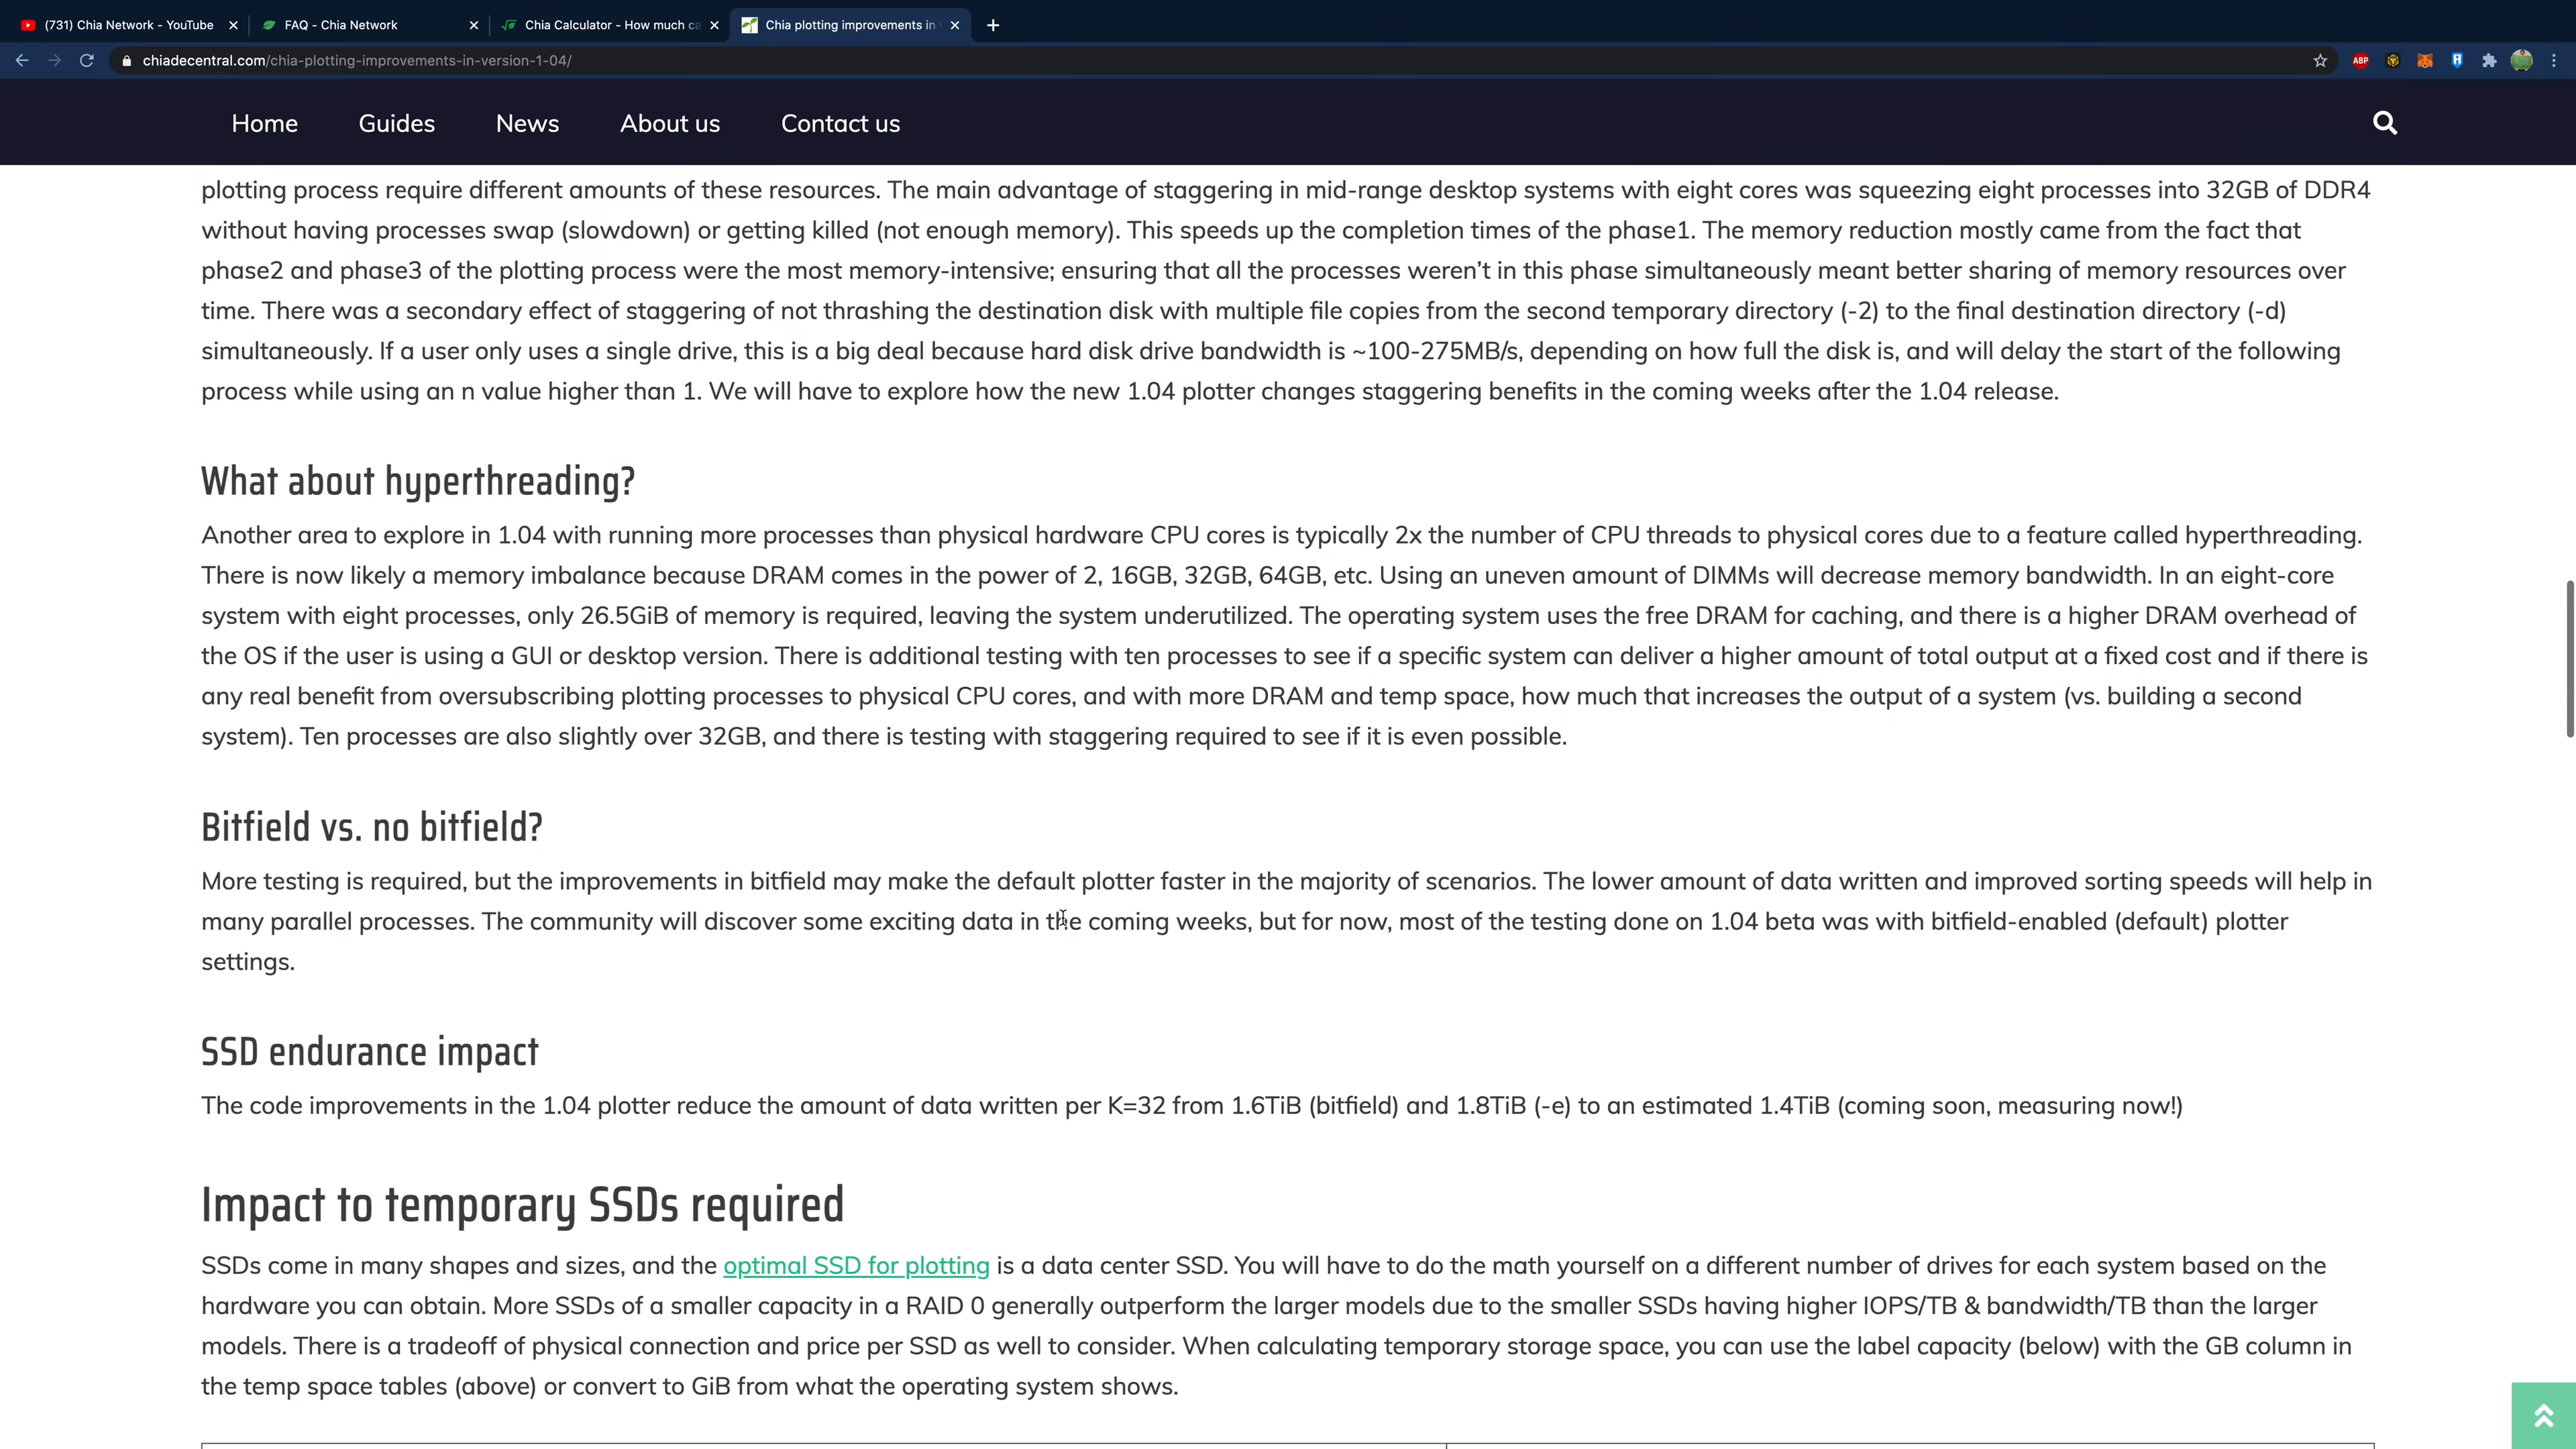 (731) Chia Network - YouTube
FAQ - Chia Network
Chia Calculator - How much ca
Chia plotting improvements in
chiadecentral.com/chia-plotting-improvements-in-version-1-04/
ABP
Home Guides News About us Contact us
plotting process require different amounts of these resources. The main advantage of staggering in mid-range desktop systems with eight cores was squeezing eight processes into 32GB of DDR4
without having processes swap (slowdown) or getting killed (not enough memory). This speeds up the completion times of the phase1. The memory reduction mostly came from the fact that
phase2 and phase3 of the plotting process were the most memory-intensive; ensuring that all the processes weren't in this phase simultaneously meant better sharing of memory resources over
time. There was a secondary effect of staggering of not thrashing the destination disk with multiple file copies from the second temporary directory (-2) to the final destination directory (-d)
simultaneously. If a user only uses a single drive, this is a big deal because hard disk drive bandwidth is ~100-275MB/s, depending on how full the disk is, and will delay the start of the following
process while using an n value higher than 1. We will have to explore how the new 1.04 plotter changes staggering benefits in the coming weeks after the 1.04 release.
What about hyperthreading?
Another area to explore in 1.04 with running more processes than physical hardware CPU cores is typically 2x the number of CPU threads to physical cores due to a feature called hyperthreading.
There is now likely a memory imbalance because DRAM comes in the power of 2, 16GB, 32GB, 64GB, etc. Using an uneven amount of DIMMs will decrease memory bandwidth. In an eight-core
system with eight processes, only 26.5GiB of memory is required, leaving the system underutilized. The operating system uses the free DRAM for caching, and there is a higher DRAM overhead of
the OS if the user is using a GUI or desktop version. There is additional testing with ten processes to see if a specific system can deliver a higher amount of total output at a fixed cost and if there is
any real benefit from oversubscribing plotting processes to physical CPU cores, and with more DRAM and temp space, how much that increases the output of a system (vs. building a second
system). Ten processes are also slightly over 32GB, and there is testing with staggering required to see if it is even possible.
Bitfield vs. no bitfield?
More testing is required, but the improvements in bitfield may make the default plotter faster in the majority of scenarios. The lower amount of data written and improved sorting speeds will help in
many parallel processes. The community will discover some exciting data in the coming weeks, but for now, most of the testing done on 1.04 beta was with bitfield-enabled (default) plotter
settings.
SSD endurance impact
The code improvements in the 1.04 plotter reduce the amount of data written per K=32 from 1.6TiB (bitfield) and 1.8TiB (-e) to an estimated 1.4TiB (coming soon, measuring now!)
Impact to temporary SSDs required
SSDs come in many shapes and sizes, and the optimal SSD for plotting is a data center SSD. You will have to do the math yourself on a different number of drives for each system based on the
hardware you can obtain. More SSDs of a smaller capacity in a RAID 0 generally outperform the larger models due to the smaller SSDs having higher IOPS/TB & bandwidth/TB than the larger
models. There is a tradeoff of physical connection and price per SSD as well to consider. When calculating temporary storage space, you can use the label capacity (below) with the GB column in
the temp space tables (above) or convert to GiB from what the operating system shows.